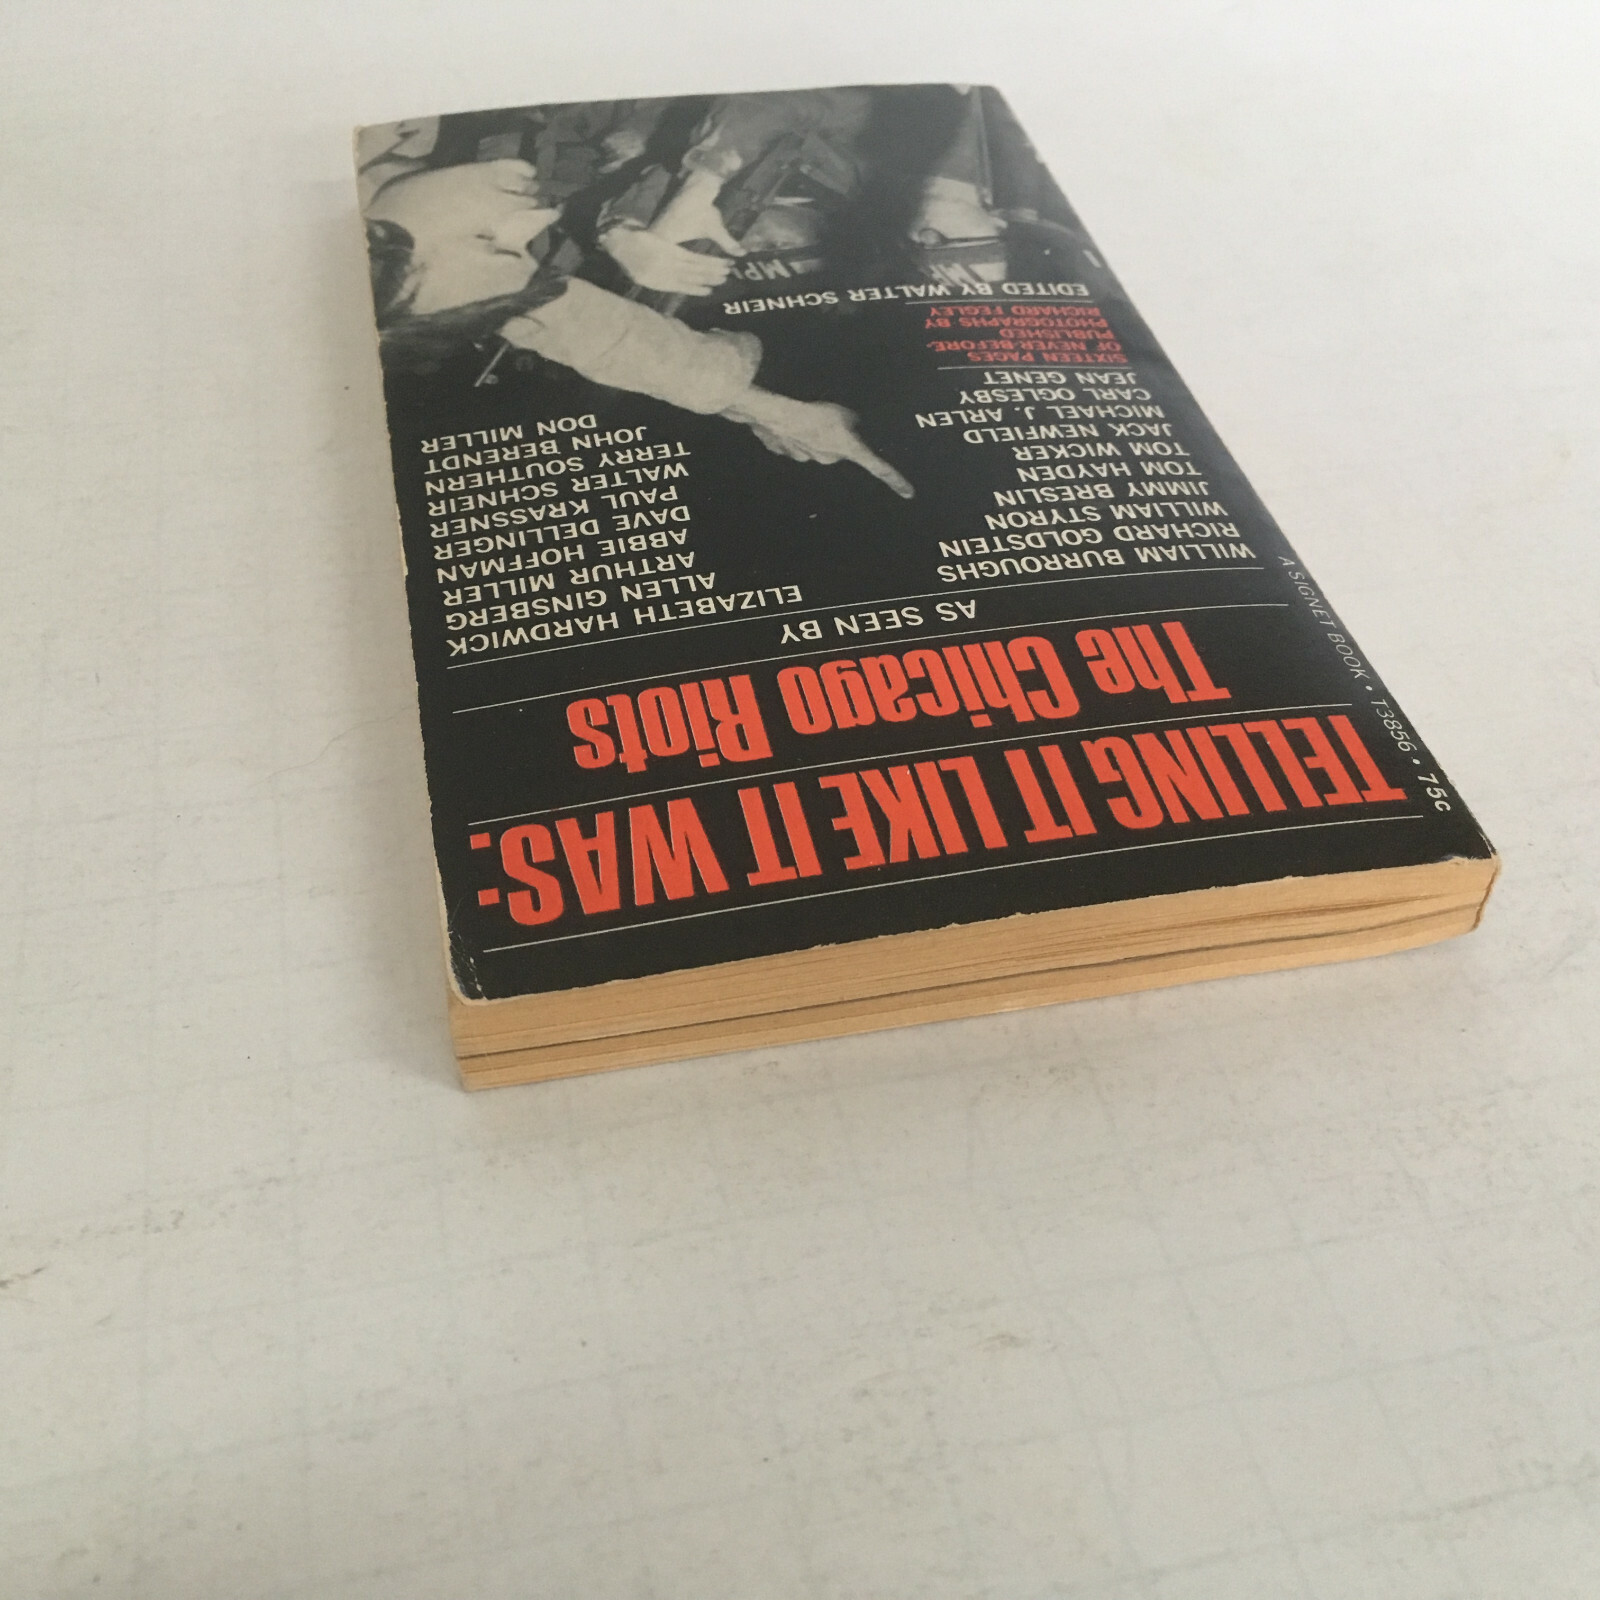 A SIGNET BOOK • T3856 • 75c
TELLING IT LIKE IT WAS:
The Chicago Riots
AS SEEN BY
WILLIAM BURROUGHS
RICHARD GOLDSTEIN
WILLIAM STYRON
JIMMY BRESLIN
TOM HAYDEN
TOM WICKER
JACK NEWFIELD
MICHAEL J. ARLEN
CARL OGLESBY
JEAN GENET
ELIZABETH HARDWICK
ALLEN GINSBERG
ARTHUR MILLER
ABBIE HOFFMAN
DAVE DELLINGER
PAUL KRASSNER
WALTER SCHNEIR
TERRY SOUTHERN
JOHN BERENDT
DON MILLER
SIXTEEN PAGES
OF NEVER-BEFORE-
PUBLISHED
PHOTOGRAPHS BY
RICHARD FEGLEY
EDITED BY WALTER SCHNEIR
MP
MP